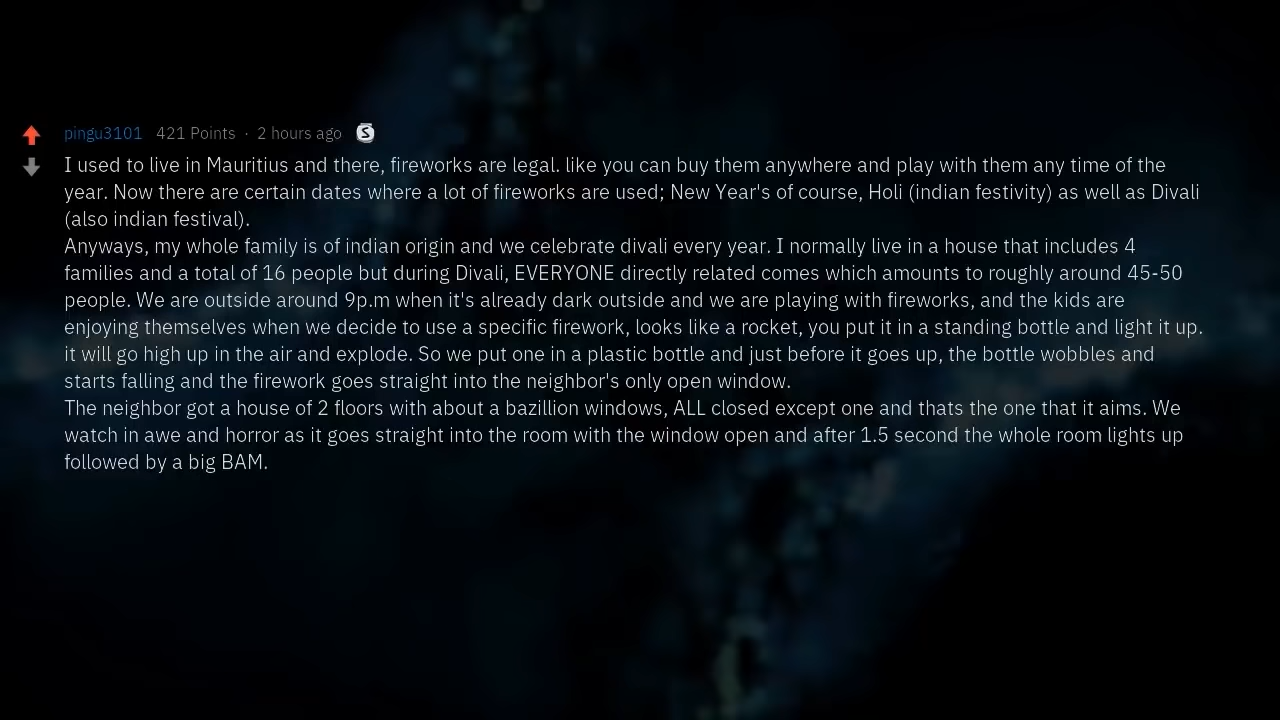 pingu3101 421 Points · 2 hours ago S
I used to live in Mauritius and there, fireworks are legal. like you can buy them anywhere and play with them any time of the
year. Now there are certain dates where a lot of fireworks are used; New Year's of course, Holi (indian festivity) as well as Divali
(also indian festival).
Anyways, my whole family is of indian origin and we celebrate divali every year. I normally live in a house that includes 4
families and a total of 16 people but during Divali, EVERYONE directly related comes which amounts to roughly around 45-50
people. We are outside around 9p.m when it's already dark outside and we are playing with fireworks, and the kids are
enjoying themselves when we decide to use a specific firework, looks like a rocket, you put it in a standing bottle and light it up.
it will go high up in the air and explode. So we put one in a plastic bottle and just before it goes up, the bottle wobbles and
starts falling and the firework goes straight into the neighbor's only open window.
The neighbor got a house of 2 floors with about a bazillion windows, ALL closed except one and thats the one that it aims. We
watch in awe and horror as it goes straight into the room with the window open and after 1.5 second the whole room lights up
followed by a big BAM.